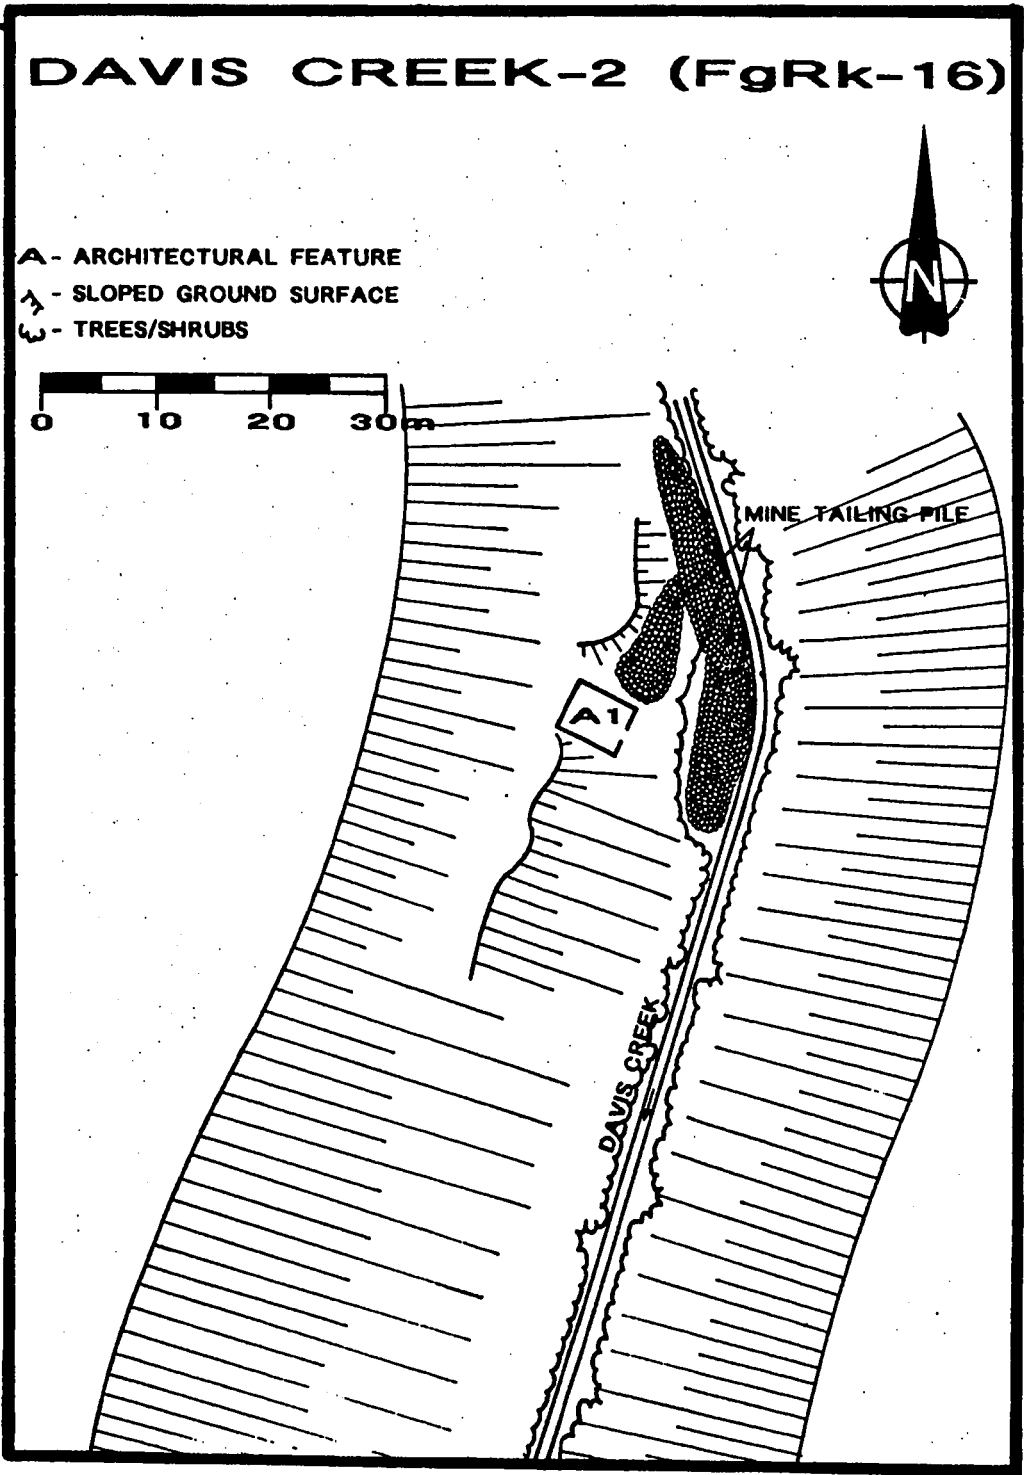 DAVIS CREEK-2 (FgRk-16)
N
A - ARCHITECTURAL FEATURE
- SLOPED GROUND SURFACE
- TREES/SHRUBS
0 10 20 30m
MINE TAILING PILE
A 1
DAVIS CREEK